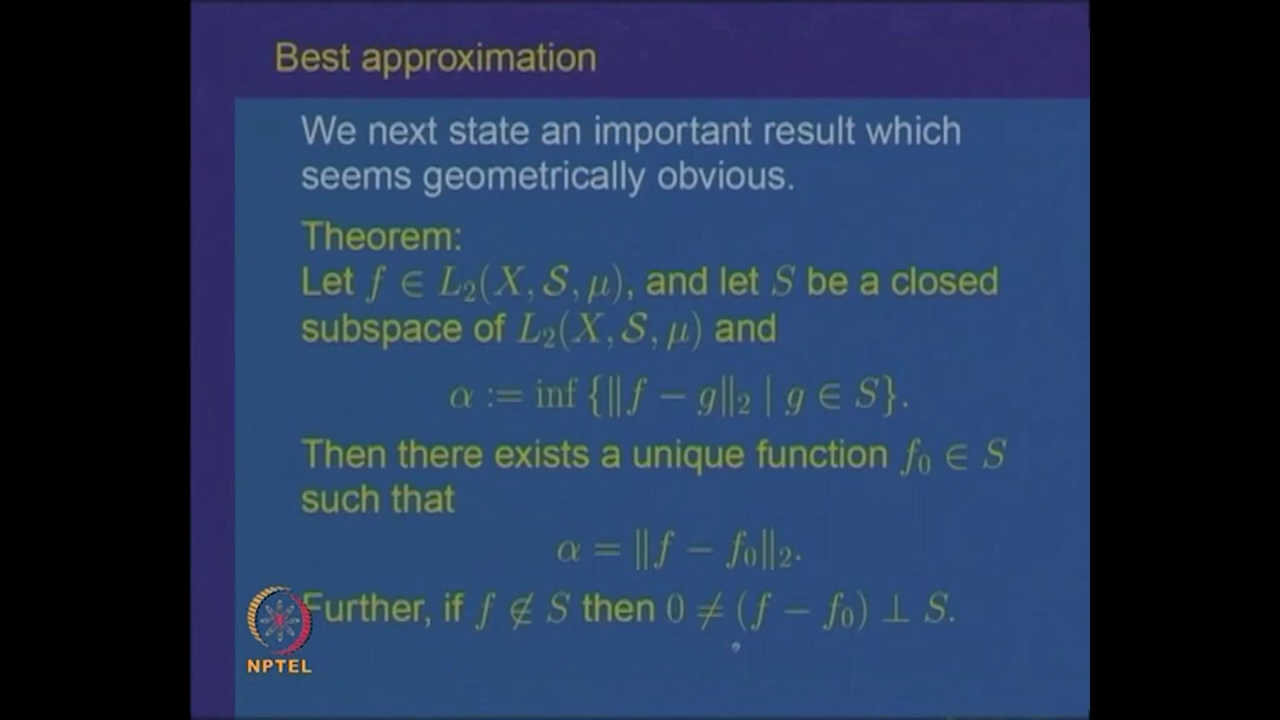 Best approximation
We next state an important result which
seems geometrically obvious.
Theorem:
Let f ∈ L₂(X, 𝒮, μ), and let S be a closed
subspace of L₂(X, 𝒮, μ) and
α := inf {‖f − g‖₂ | g ∈ S}.
Then there exists a unique function f₀ ∈ S
such that
α = ‖f − f₀‖₂.
Further, if f ∉ S then 0 ≠ (f − f₀) ⊥ S.
NPTEL